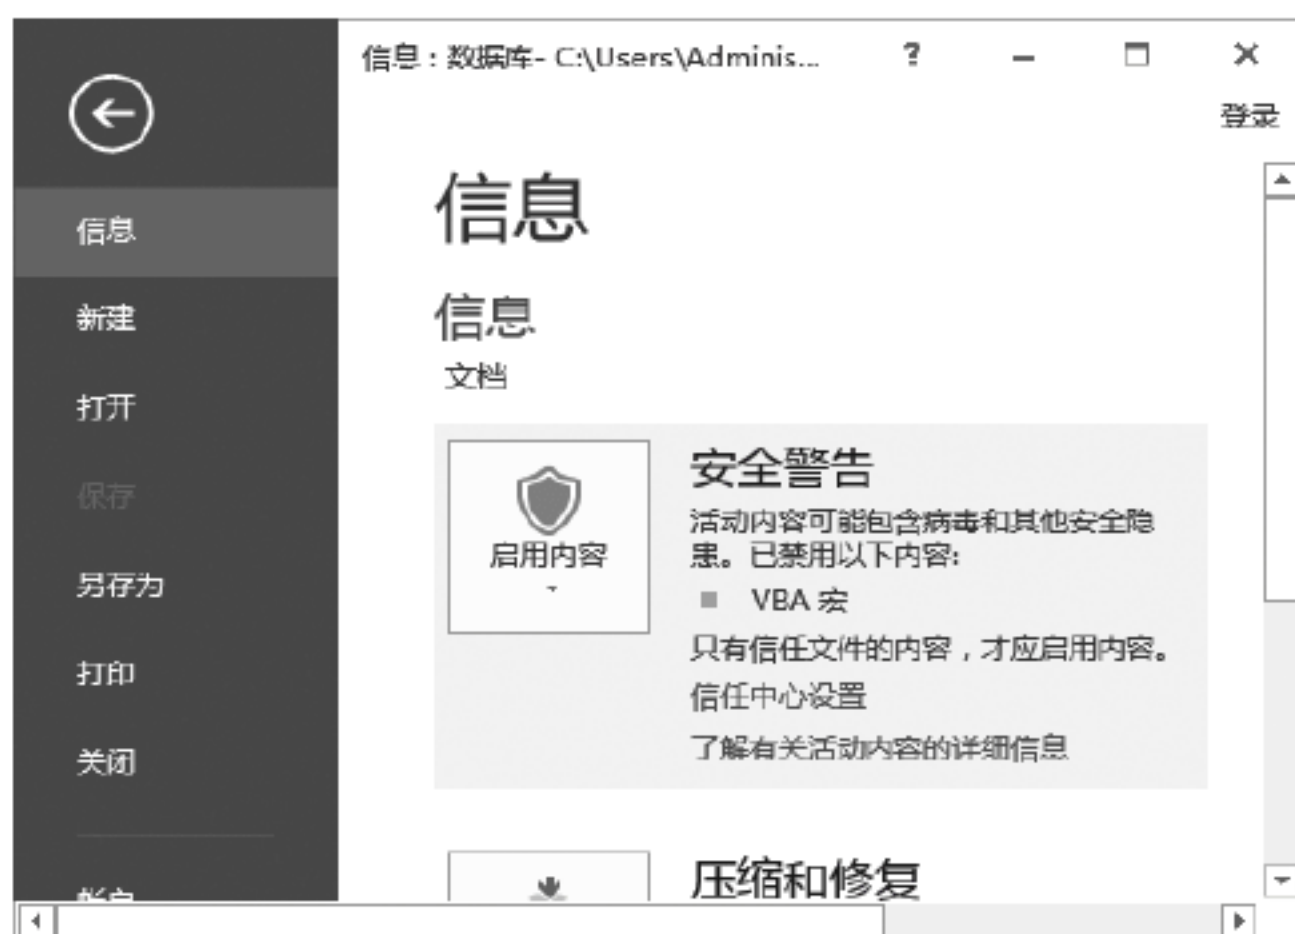 信息：数据库- C:\Users\Adminis...
?
登录
信息
新建
打开
保存
另存为
打印
关闭
信息
信息
文档
启用内容
安全警告
活动内容可能包含病毒和其他安全隐
患。已禁用以下内容:
VBA 宏
只有信任文件的内容，才应启用内容。
信任中心设置
了解有关活动内容的详细信息
压缩和修复